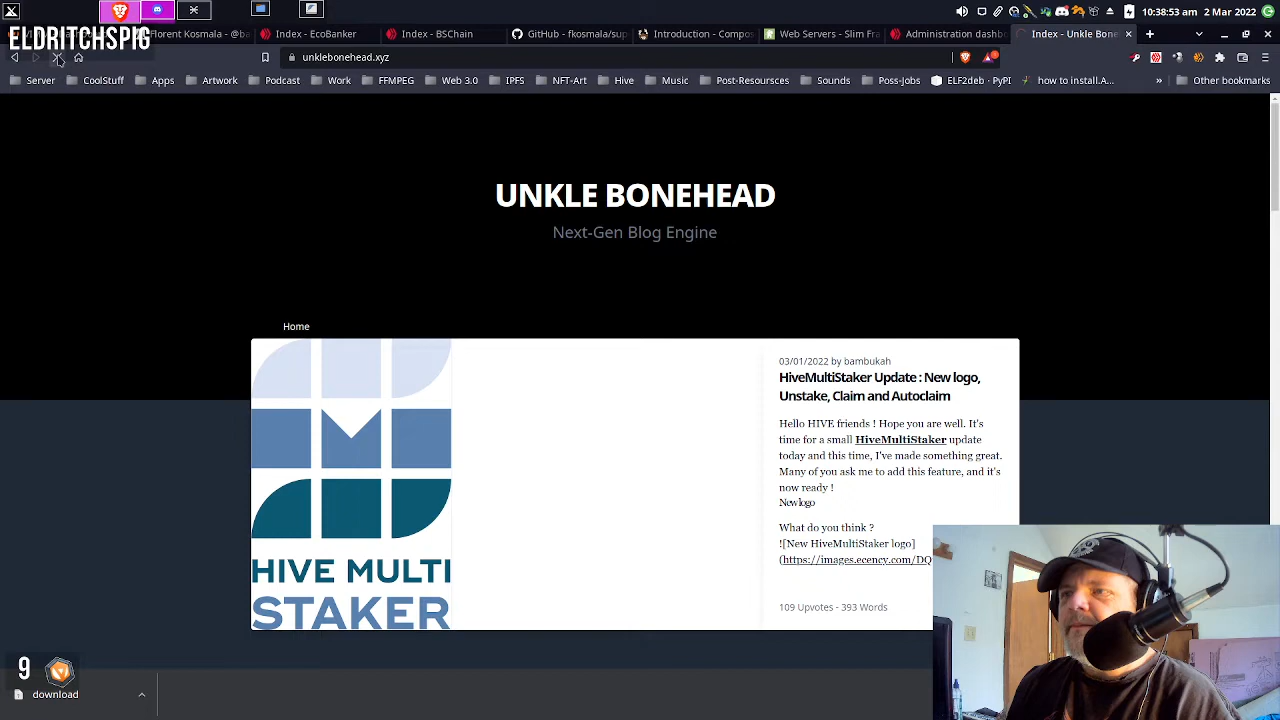 10:38:53 am 2 Mar 2022
ELDRITCHSPIG
Florent Kosmala - @ba
Index - EcoBanker
Index - BSChain
GitHub - fkosmala/sup
Introduction - Compos
Web Servers - Slim Fra
Administration dashb
Index - Unkle Bone
unklebonehead.xyz
Server
CoolStuff
Apps
Artwork
Podcast
Work
FFMPEG
Web 3.0
IPFS
NFT-Art
Hive
Music
Post-Resoursces
Sounds
Poss-Jobs
ELF2deb · PyPI
how to install.A...
»
Other bookmarks
UNKLE BONEHEAD
Next-Gen Blog Engine
Home
HIVE MULTI
STAKER
03/01/2022 by bambukah
HiveMultiStaker Update : New logo,
Unstake, Claim and Autoclaim
Hello HIVE friends ! Hope you are well. It's
time for a small HiveMultiStaker update
today and this time, I've made something great.
Many of you ask me to add this feature, and it's
now ready !
New logo
What do you think ?
![New HiveMultiStaker logo]
(https://images.ecency.com/DQ
109 Upvotes - 393 Words
9
download